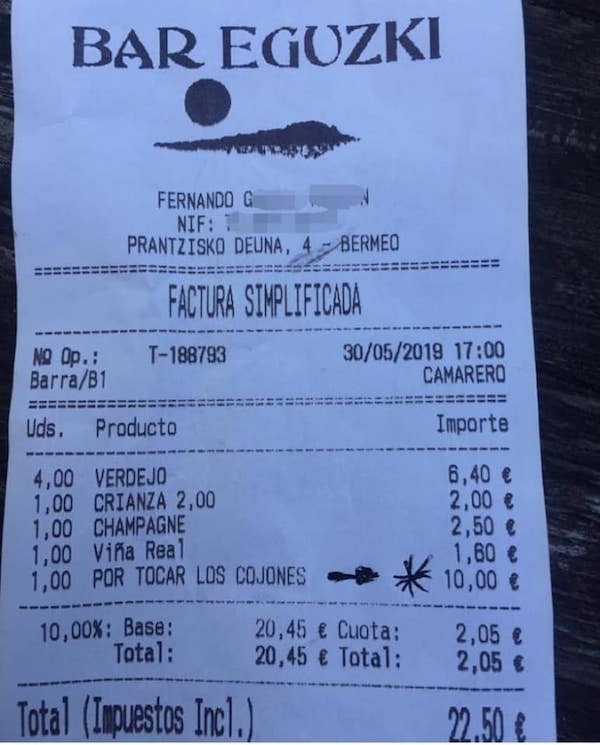 BAR EGUZKI
FERNANDO G N
NIF:
PRANTZISKO DEUNA, 4 - BERMEO
FACTURA SIMPLIFICADA
Nº Op.: T-188793 30/05/2019 17:00
Barra/B1 CAMARERO
Uds. Producto Importe
4,00 VERDEJO 6,40 €
1,00 CRIANZA 2,00 2,00 €
1,00 CHAMPAGNE 2,50 €
1,00 Viña Real 1,60 €
1,00 POR TOCAR LOS COJONES 10,00 €
10,00%: Base: 20,45 € Cuota: 2,05 €
Total: 20,45 € Total: 2,05 €
Total (Impuestos Incl.) 22,50 €